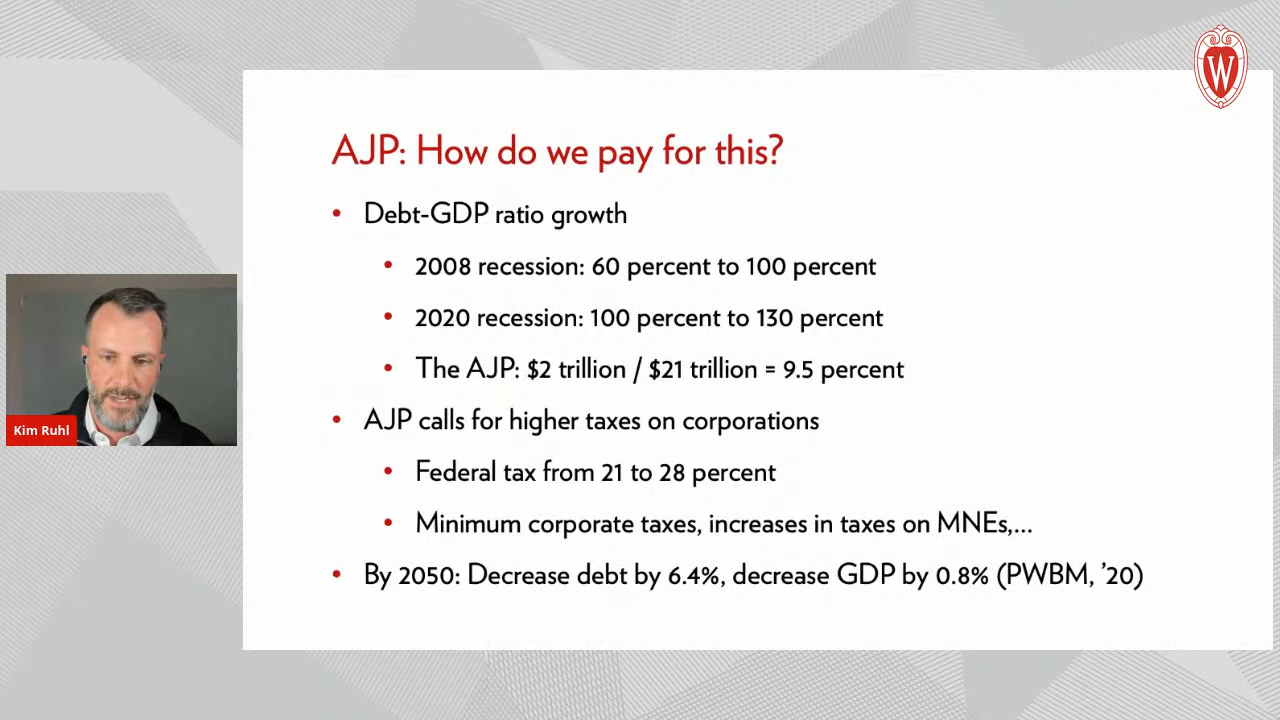 W
AJP: How do we pay for this?
• Debt-GDP ratio growth
• 2008 recession: 60 percent to 100 percent
• 2020 recession: 100 percent to 130 percent
• The AJP: $2 trillion / $21 trillion = 9.5 percent
• AJP calls for higher taxes on corporations
• Federal tax from 21 to 28 percent
• Minimum corporate taxes, increases in taxes on MNEs,...
• By 2050: Decrease debt by 6.4%, decrease GDP by 0.8% (PWBM, ’20)
Kim Ruhl